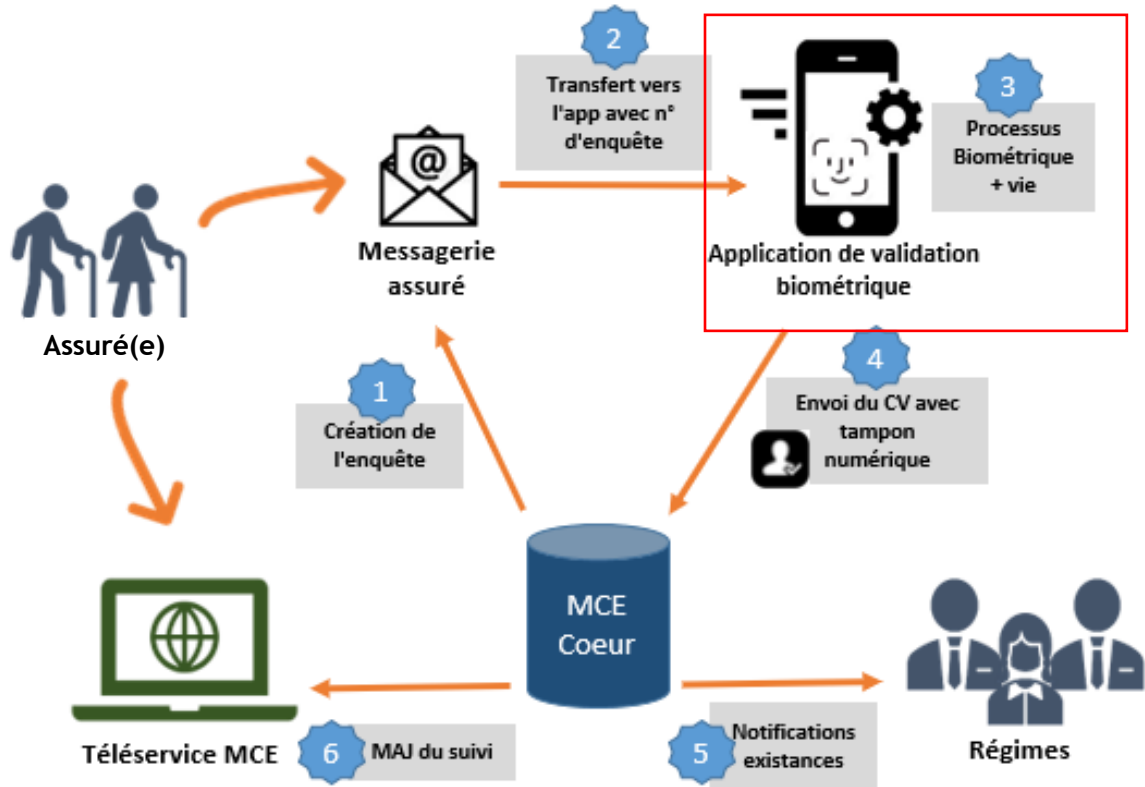 2
Transfert vers
l'app avec n°
d'enquête
3
Processus
Biométrique
+ vie
@
Messagerie
assuré
Application de validation
biométrique
Assuré(e)
1
Création de
l'enquête
4
Envoi du CV avec
tampon
numérique
MCE
Coeur
Téléservice MCE
6
MAJ du suivi
5
Notifications
existances
Régimes